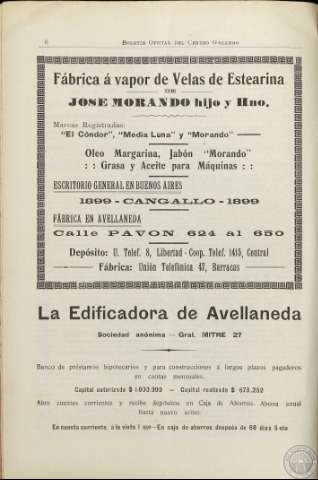 6 BOLETIN OFICIAL DEL CENTRO GALLEGO
Fábrica á vapor de Velas de Estearina
DE
JOSE MORANDO hijo y Hno.
Marcas Registradas:
"El Cóndor", "Media Luna" y "Morando"
Oleo Margarina, Jabón "Morando"
: : Grasa y Aceite para Máquinas : :
ESCRITORIO GENERAL EN BUENOS AIRES
1899 - CANGALLO - 1899
FÁBRICA EN AVELLANEDA
Calle PAVON 624 al 650
Depósito: U. Telef. 8, Libertad - Coop. Telef. 1415, Central
Fábrica: Unión Telefónica 47, Barracas
La Edificadora de Avellaneda
Sociedad anónima — Gral. MITRE 27
Banco de préstamos hipotecarios y para construcciones á largos plazos pagaderos
en cuotas mensuales.
Capital autorizado $ 1.000.000 — Capital realizado $ 673.252
Abre cuentas corrientes y recibe depósitos en Caja de Ahorros. Abona anual
hasta nuevo aviso:
En cuenta corriente, á la vista 1 o/o — En caja de ahorros después de 60 días 5 o/o